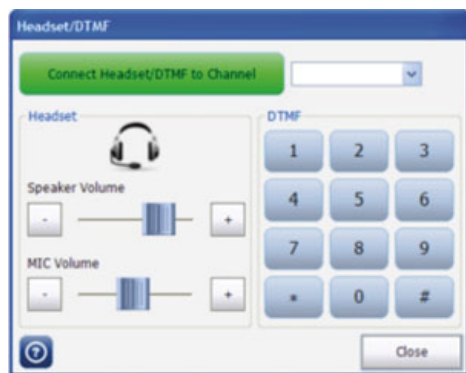 Headset/DTMF
Connect Headset/DTMF to Channel
Headset
Speaker Volume
- +
MIC Volume
- +
DTMF
1 2 3
4 5 6
7 8 9
* 0 #
?
Close